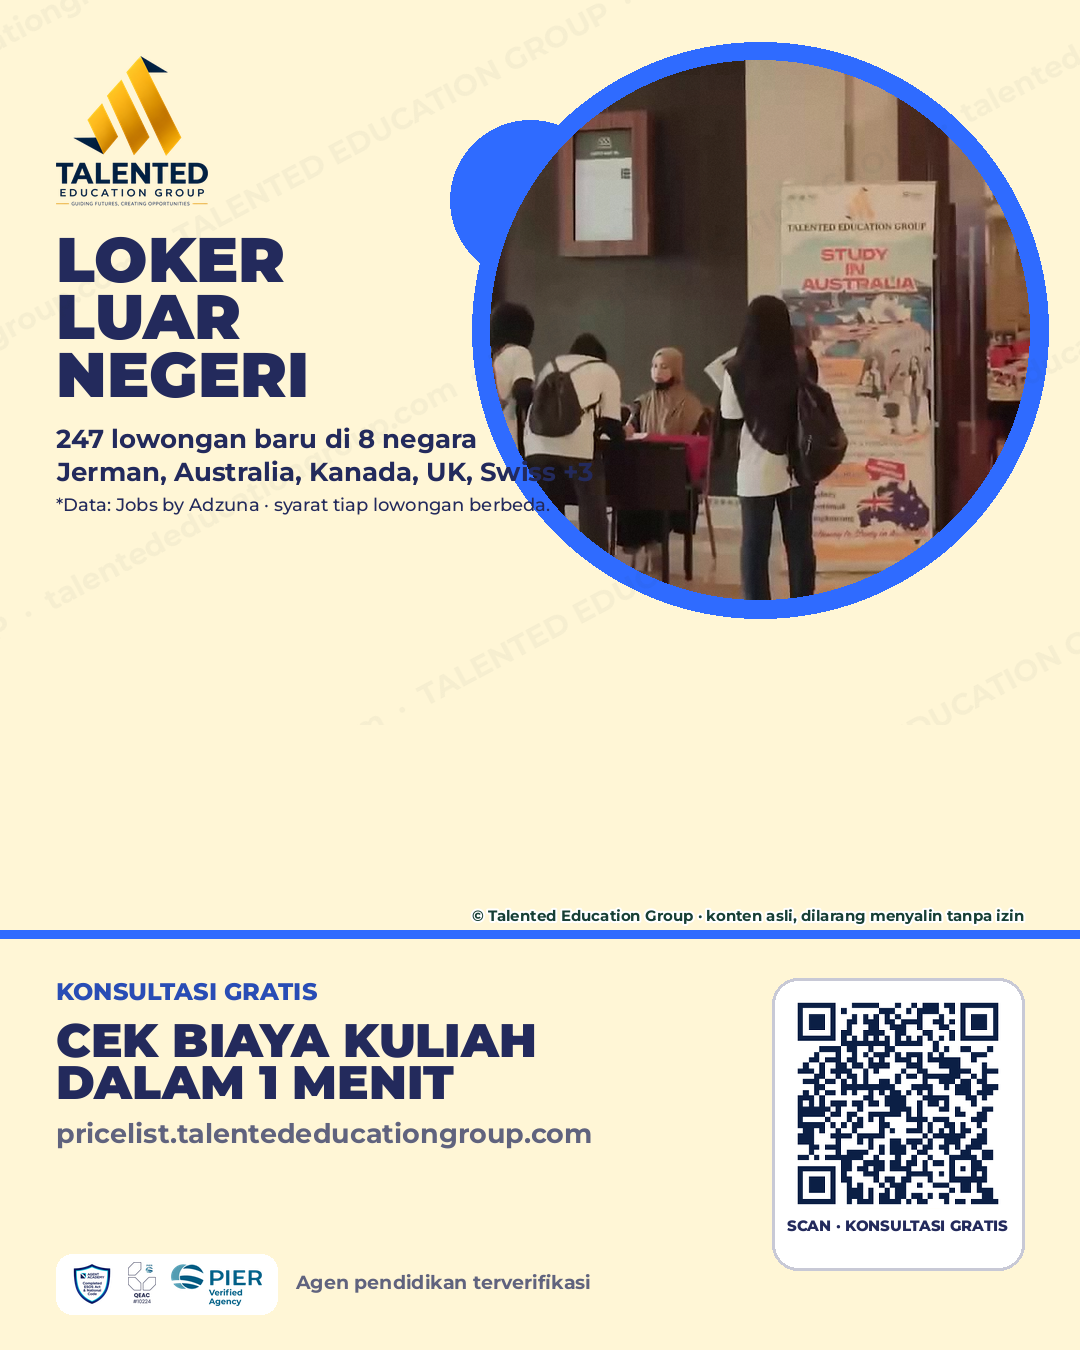 TALENTED
EDUCATION GROUP
GUIDING FUTURES, CREATING OPPORTUNITIES
LOKER
LUAR
NEGERI
247 lowongan baru di 8 negara
Jerman, Australia, Kanada, UK, Swiss +3
*Data: Jobs by Adzuna · syarat tiap lowongan berbeda.
TALENTED EDUCATION GROUP
STUDY
IN
AUSTRALIA
© Talented Education Group · konten asli, dilarang menyalin tanpa izin
KONSULTASI GRATIS
CEK BIAYA KULIAH
DALAM 1 MENIT
pricelist.talentededucationgroup.com
SCAN · KONSULTASI GRATIS
QEAC
#10224
PIER
Verified
Agency
Agen pendidikan terverifikasi